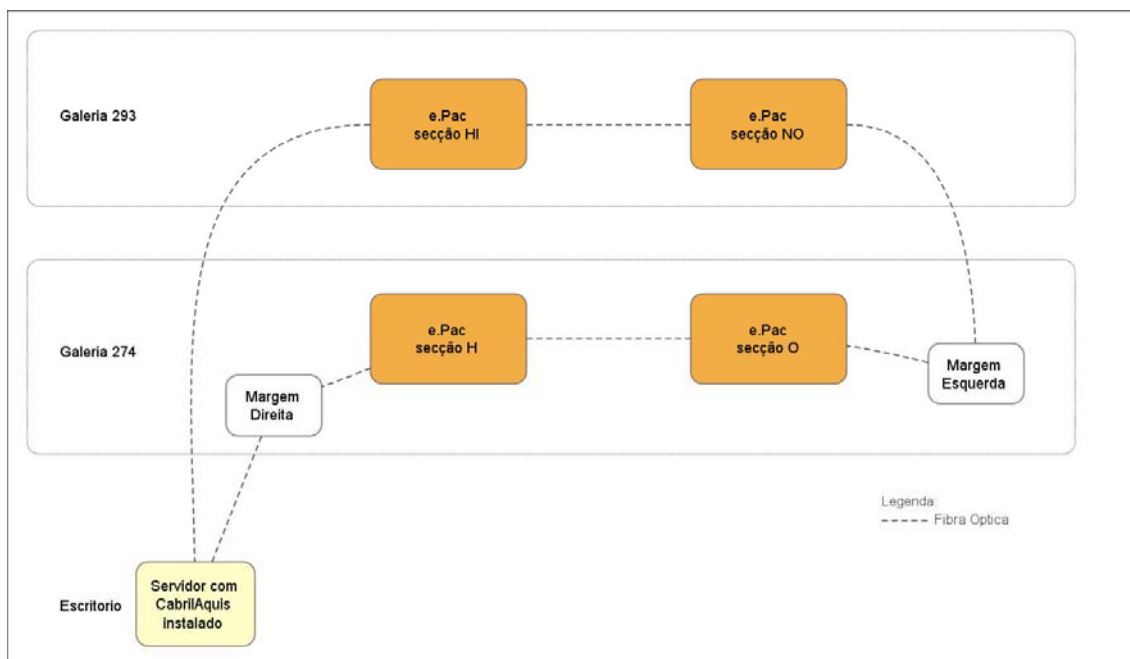 Galeria 293
e.Pac
secção HI
e.Pac
secção NO
Galeria 274
e.Pac
secção H
e.Pac
secção O
Margem
Esquerda
Margem
Direita
Legenda:
Fibra Optica
Escritorio
Servidor com
CabrilAquis
instalado